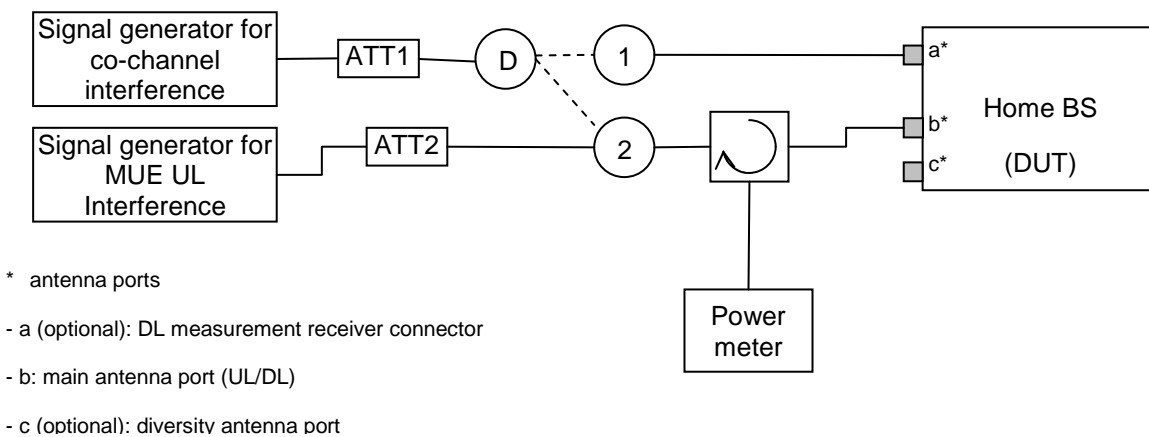 Signal generator for
co-channel
interference
ATT1
D
1
a*
Signal generator for
MUE UL
Interference
ATT2
2
b*
c*
Home BS
(DUT)
Power
meter
* antenna ports
- a (optional): DL measurement receiver connector
- b: main antenna port (UL/DL)
- c (optional): diversity antenna port